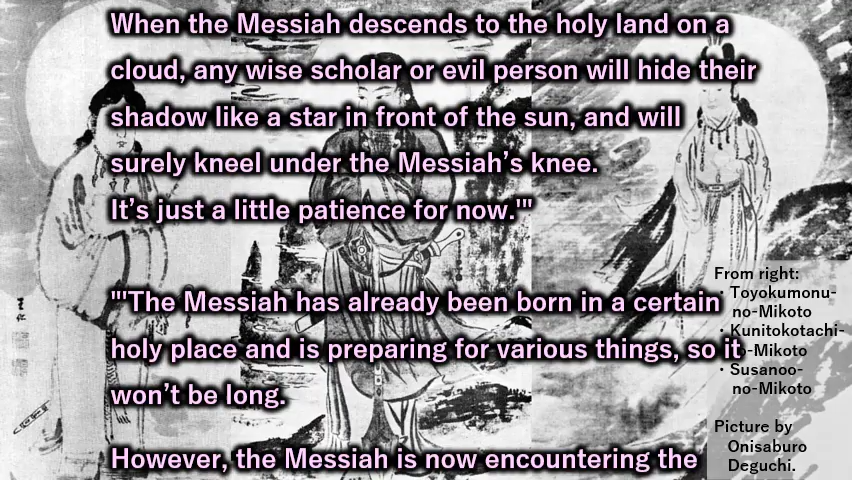 When the Messiah descends to the holy land on a
cloud, any wise scholar or evil person will hide their
shadow like a star in front of the sun, and will
surely kneel under the Messiah’s knee.
It’s just a little patience for now.'"
"'The Messiah has already been born in a certain
holy place and is preparing for various things, so it
won’t be long.
However, the Messiah is now encountering the
From right:
・Toyokumonu-
no-Mikoto
・Kunitokotachi-
-Mikoto
・Susanoo-
no-Mikoto
Picture by
Onisaburo
Deguchi.